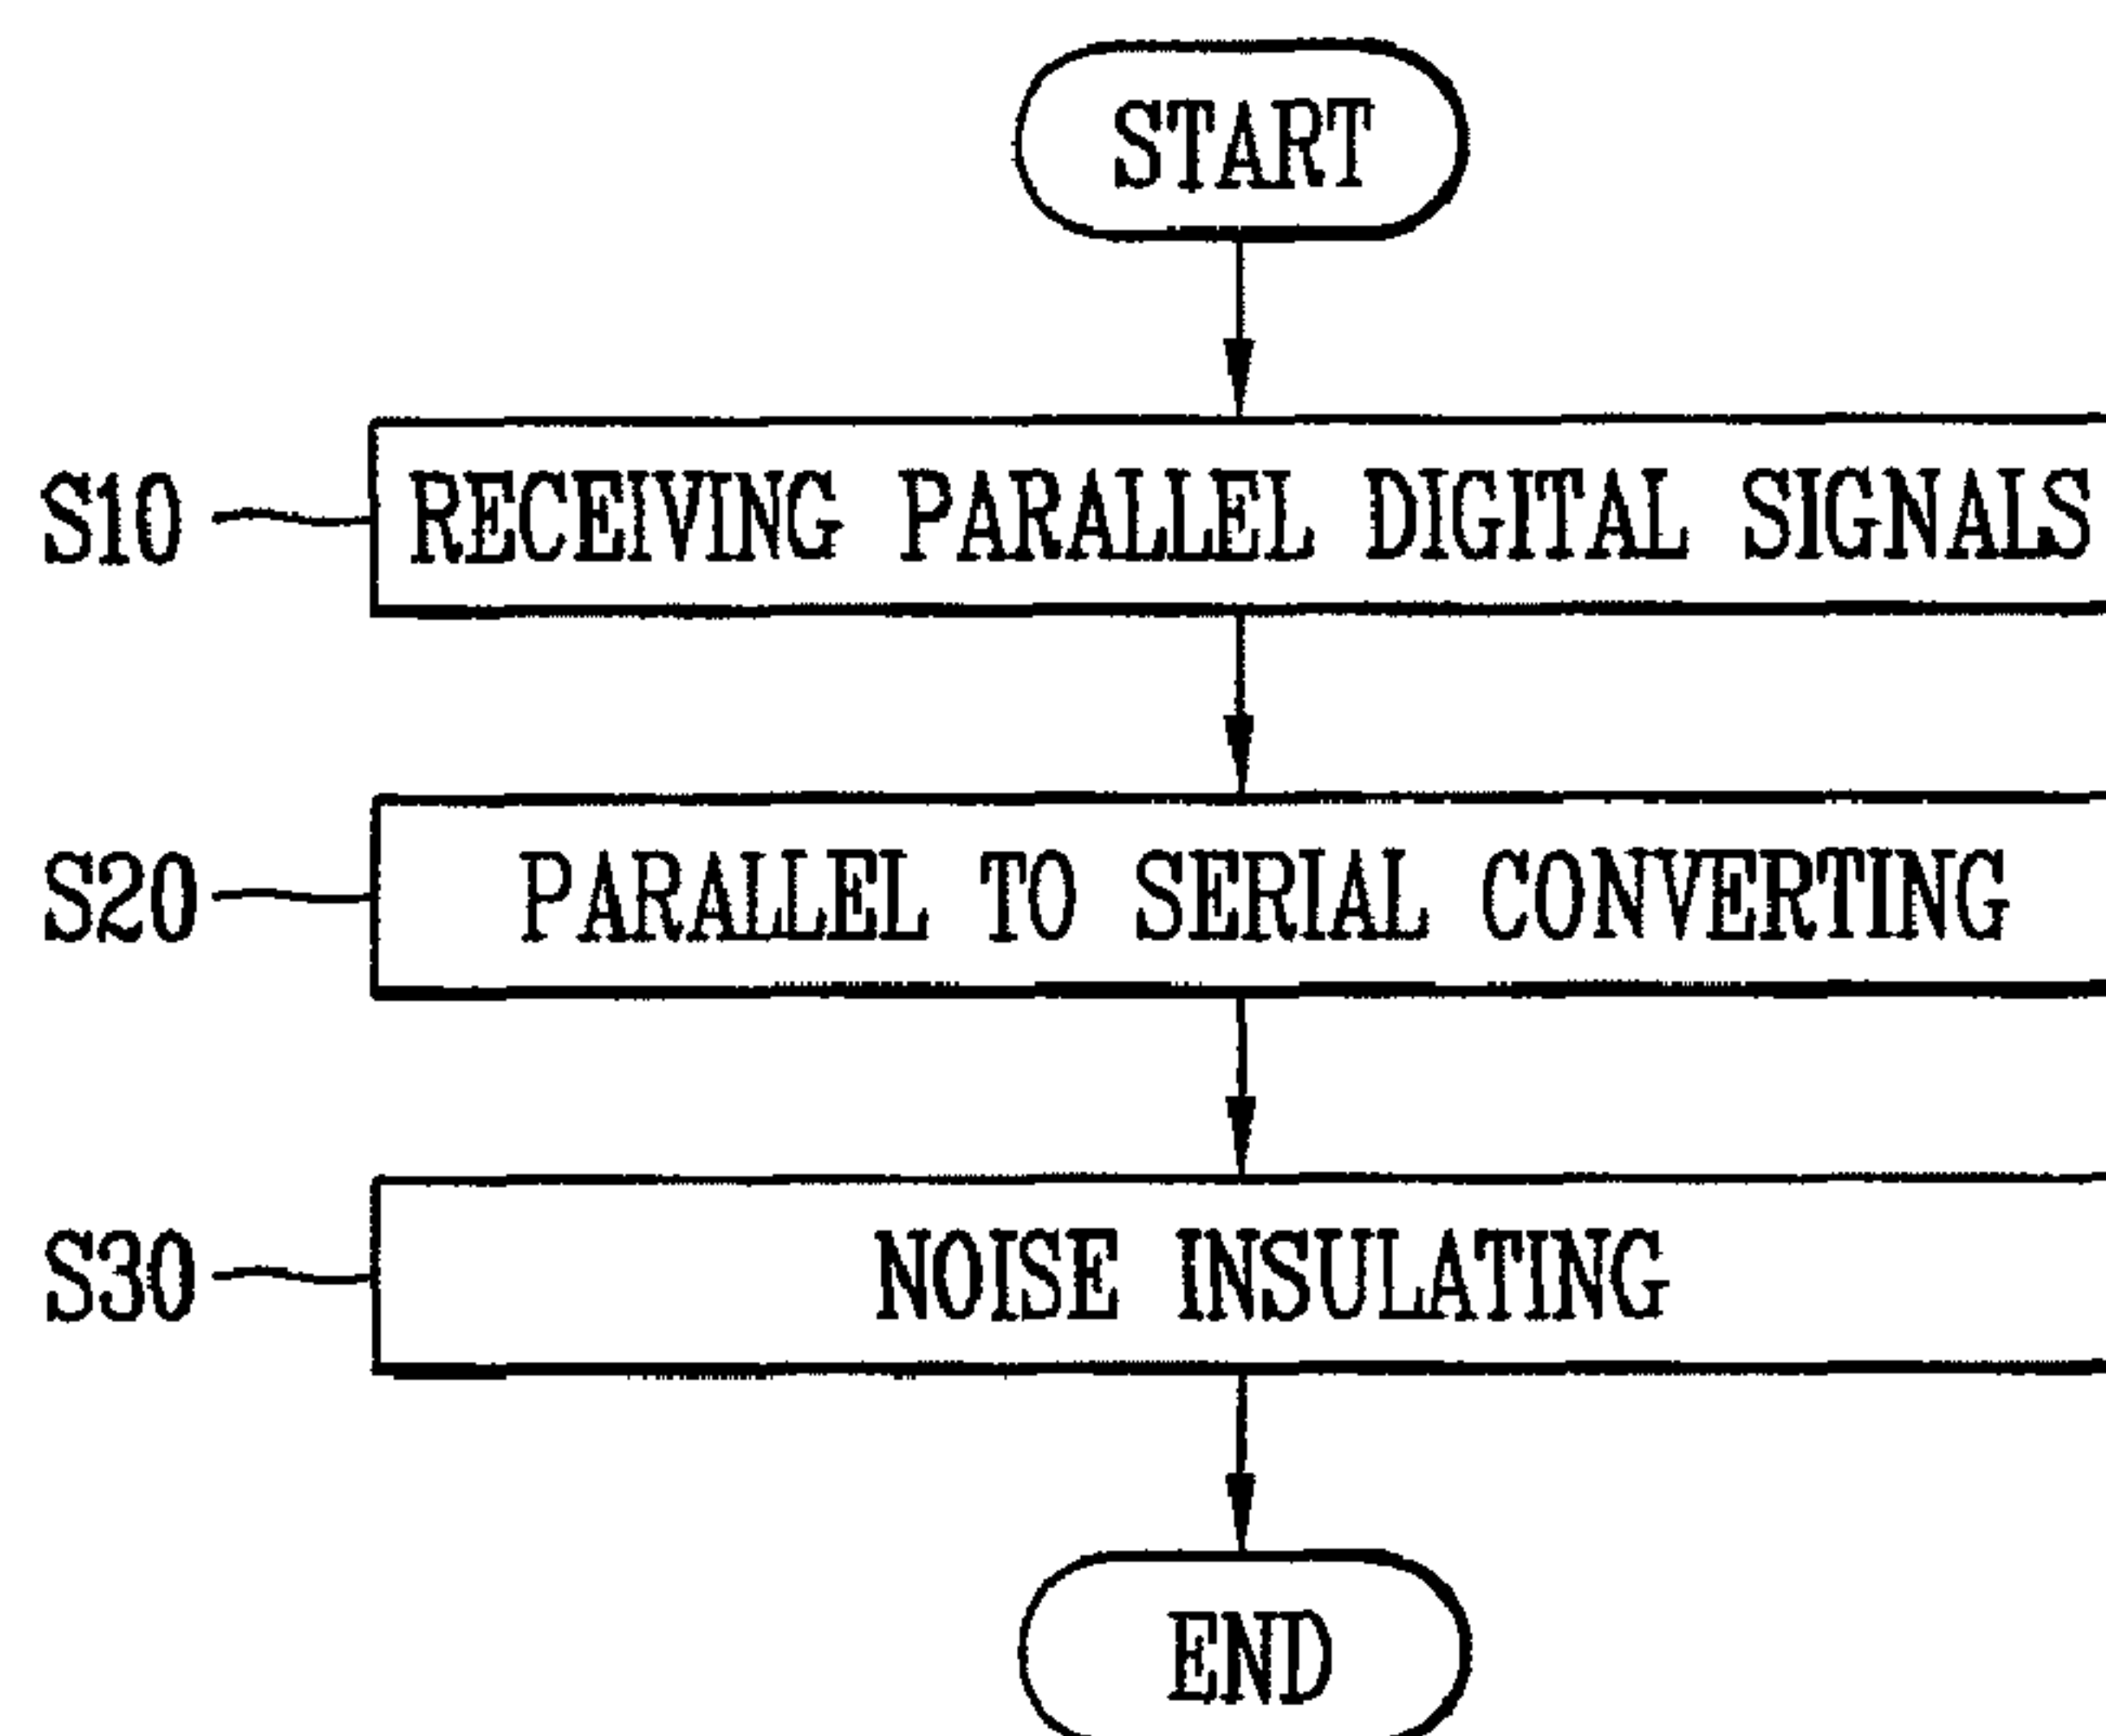 START
S10 RECEIVING PARALLEL DIGITAL SIGNALS
S20 PARALLEL TO SERIAL CONVERTING
S30 NOISE INSULATING
END